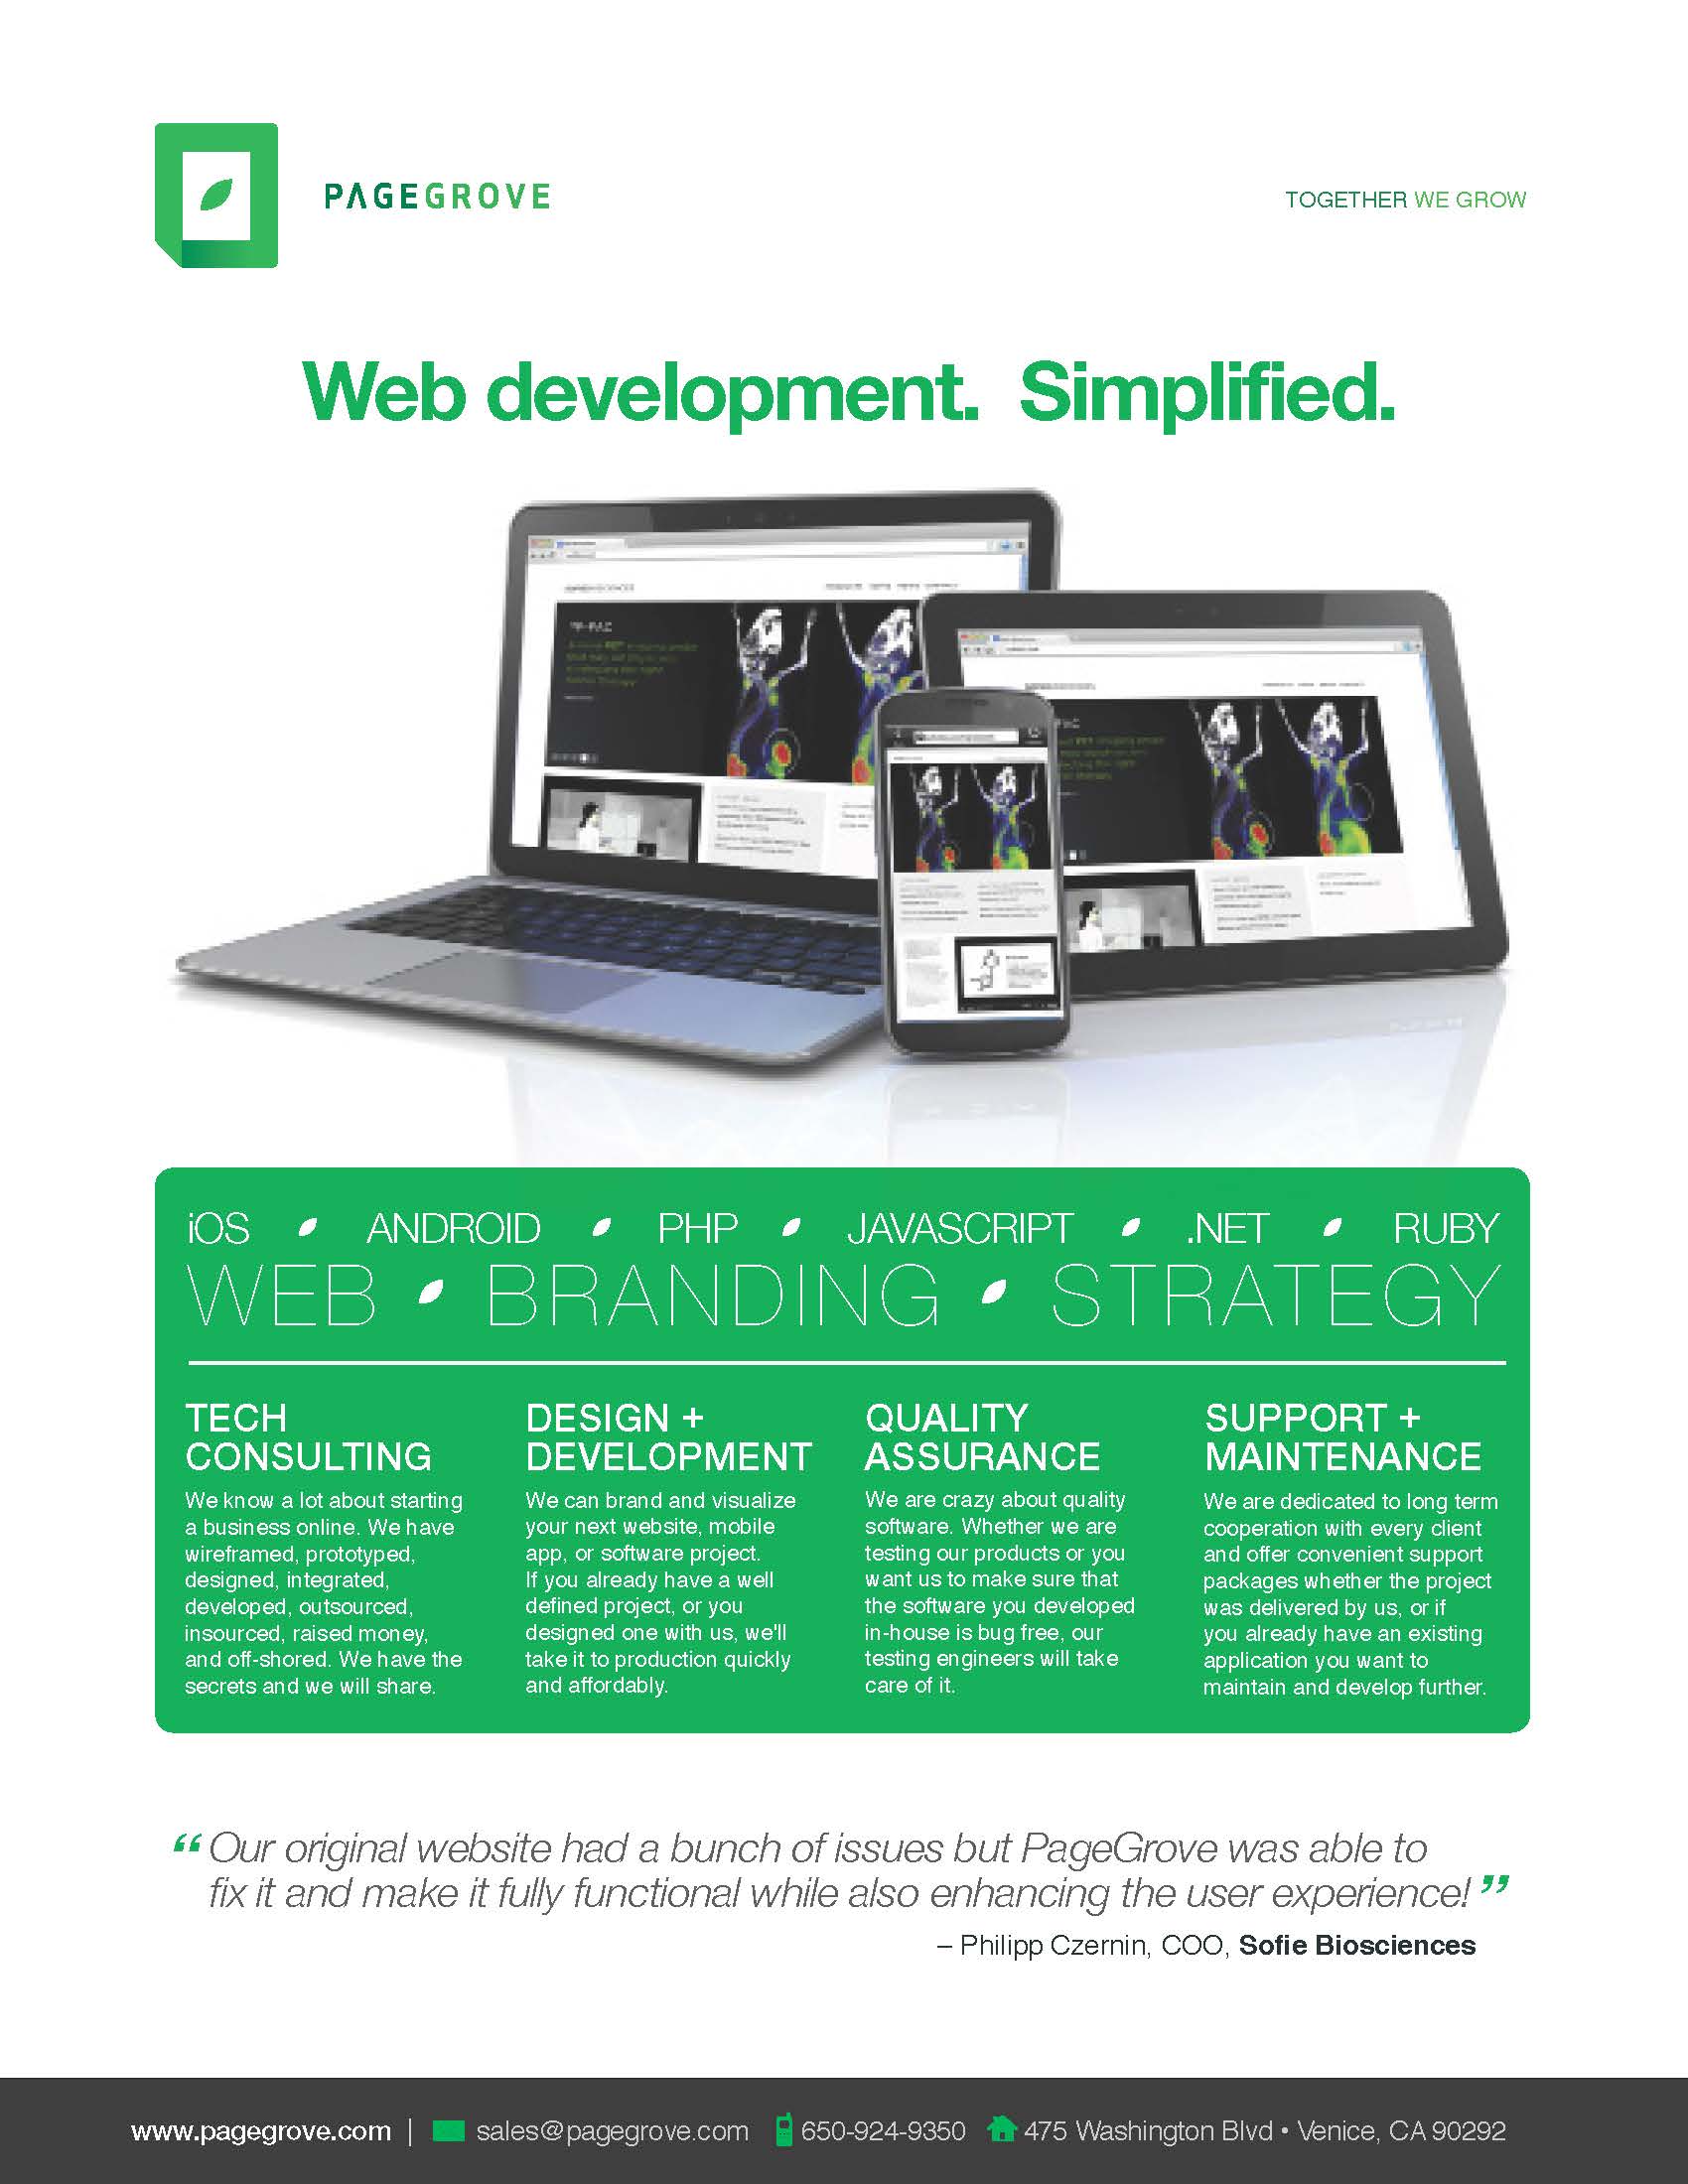 PAGEGROVE
TOGETHER WE GROW
Web development. Simplified.
iOS ANDROID PHP JAVASCRIPT .NET RUBY
WEB BRANDING STRATEGY
TECH
CONSULTING
We know a lot about starting
a business online. We have
wireframed, prototyped,
designed, integrated,
developed, outsourced,
insourced, raised money,
and off-shored. We have the
secrets and we will share.
DESIGN +
DEVELOPMENT
We can brand and visualize
your next website, mobile
app, or software project.
If you already have a well
defined project, or you
designed one with us, we'll
take it to production quickly
and affordably.
QUALITY
ASSURANCE
We are crazy about quality
software. Whether we are
testing our products or you
want us to make sure that
the software you developed
in-house is bug free, our
testing engineers will take
care of it.
SUPPORT +
MAINTENANCE
We are dedicated to long term
cooperation with every client
and offer convenient support
packages whether the project
was delivered by us, or if
you already have an existing
application you want to
maintain and develop further.
“Our original website had a bunch of issues but PageGrove was able to
fix it and make it fully functional while also enhancing the user experience!”
– Philipp Czernin, COO, Sofie Biosciences
www.pagegrove.com | sales@pagegrove.com 650-924-9350 475 Washington Blvd • Venice, CA 90292